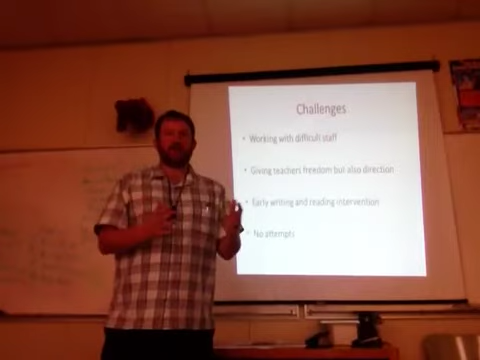 Challenges
• Working with difficult staff
• Giving teachers freedom but also direction
• Early writing and reading intervention
• No attempts